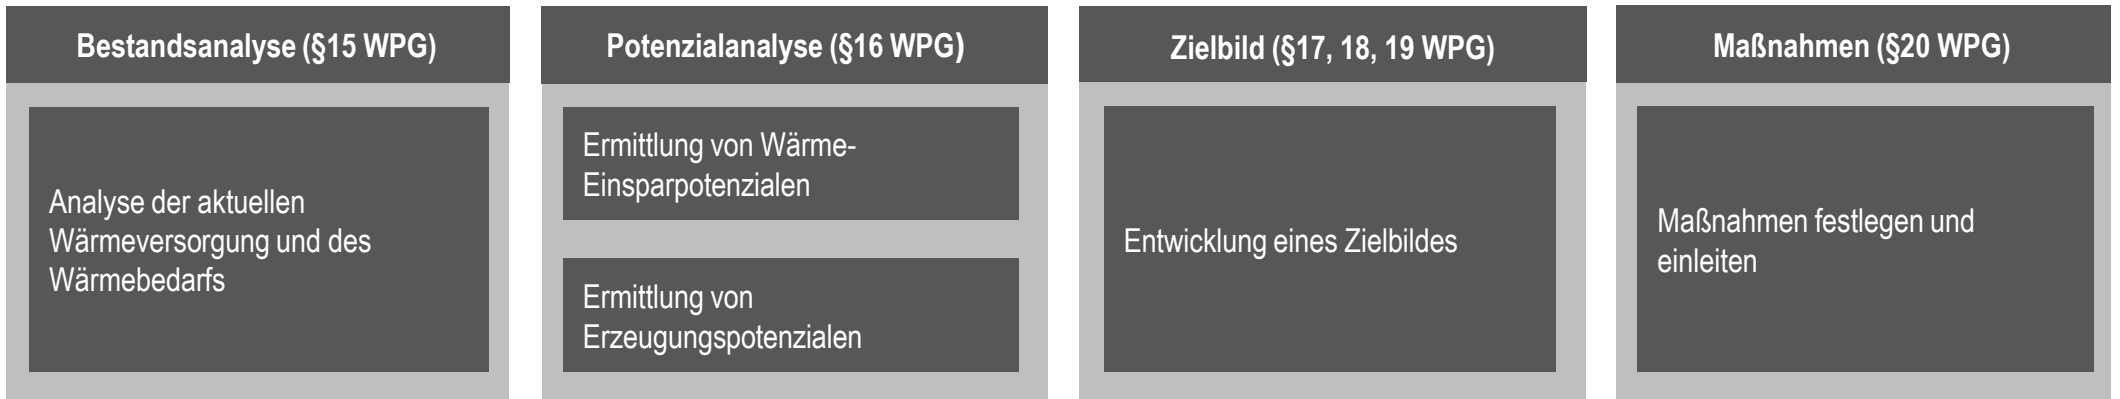 Bestandsanalyse (§15 WPG)
Analyse der aktuellen
Wärmeversorgung und des
Wärmebedarfs
Potenzialanalyse (§16 WPG)
Ermittlung von Wärme-
Einsparpotenzialen
Ermittlung von
Erzeugungspotenzialen
Zielbild (§17, 18, 19 WPG)
Entwicklung eines Zielbildes
Maßnahmen (§20 WPG)
Maßnahmen festlegen und
einleiten